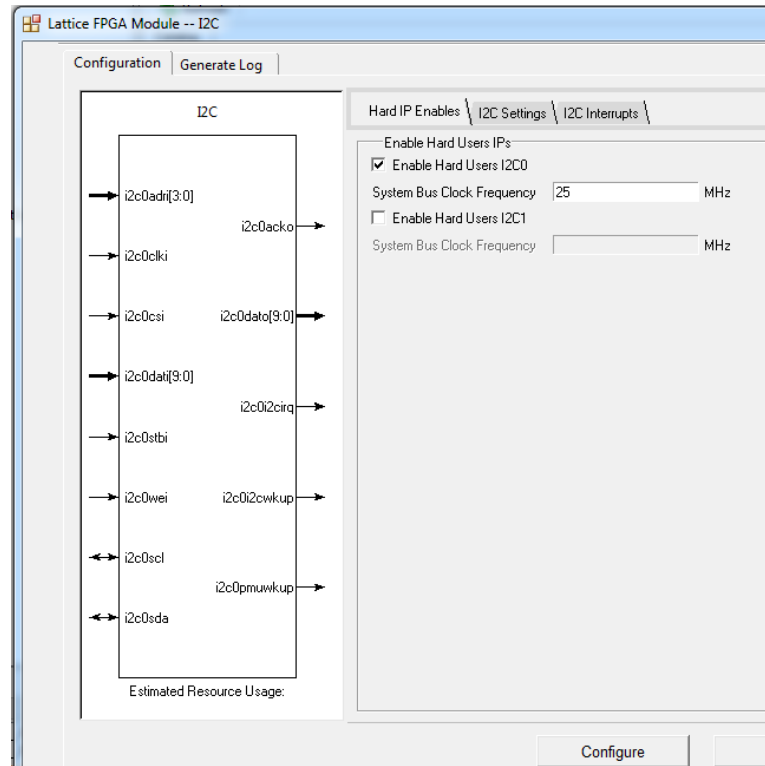 Lattice FPGA Module -- I2C
Configuration
Generate Log
I2C
i2c0adri[3:0]
i2c0acko
i2c0clki
i2c0csi
i2c0dato[9:0]
i2c0dati[9:0]
i2c0i2cirq
i2c0stbi
i2c0wei
i2c0i2cwkup
i2c0scl
i2c0pmuwkup
i2c0sda
Estimated Resource Usage:
Hard IP Enables
I2C Settings
I2C Interrupts
Enable Hard Users IPs
Enable Hard Users I2C0
System Bus Clock Frequency 25 MHz
Enable Hard Users I2C1
System Bus Clock Frequency MHz
Configure